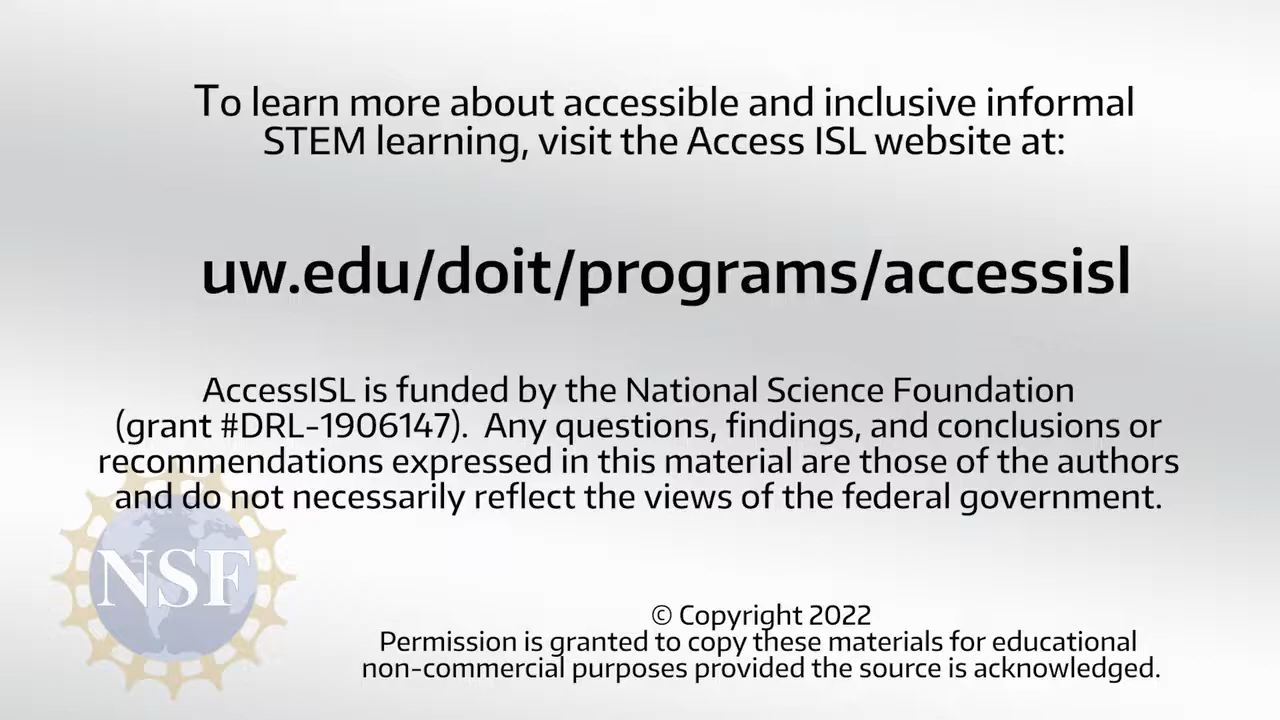 To learn more about accessible and inclusive informal
STEM learning, visit the Access ISL website at:
uw.edu/doit/programs/accessisl
AccessISL is funded by the National Science Foundation
(grant #DRL-1906147).  Any questions, findings, and conclusions or
recommendations expressed in this material are those of the authors
and do not necessarily reflect the views of the federal government.
NSF
© Copyright 2022
Permission is granted to copy these materials for educational
non-commercial purposes provided the source is acknowledged.